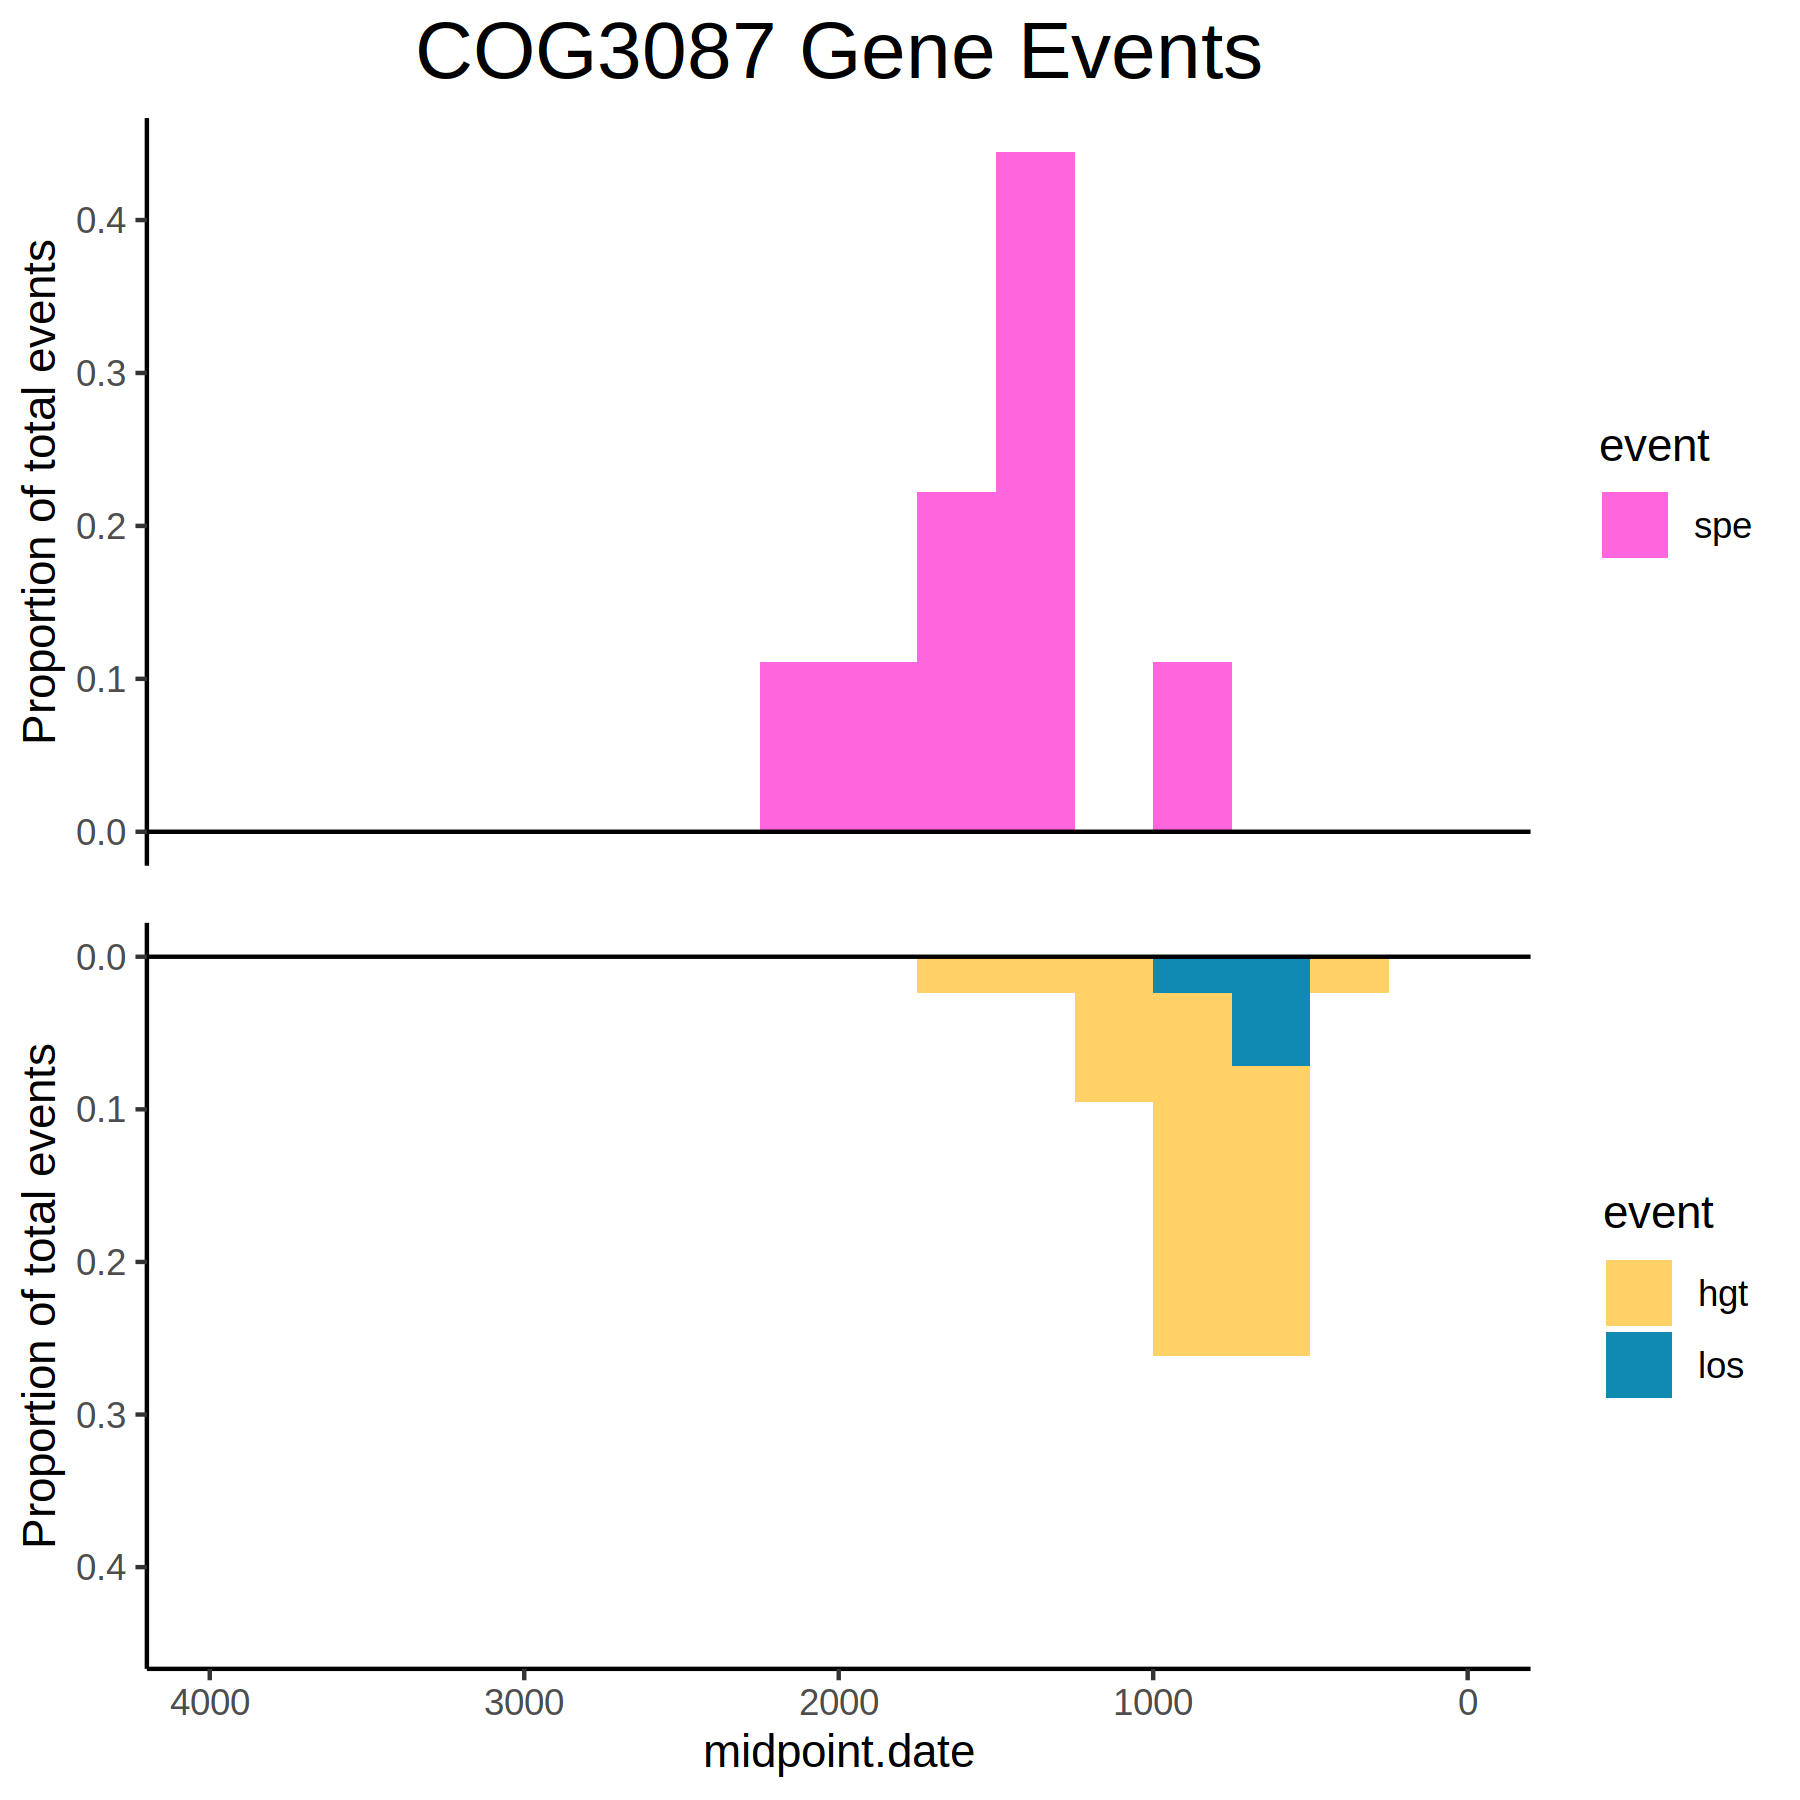 COG3087 Gene Events
Proportion of total events
0.4
0.3
0.2
0.1
0.0
event
spe
Proportion of total events
0.0
0.1
0.2
0.3
0.4
event
hgt
los
4000 3000 2000 1000 0
midpoint.date